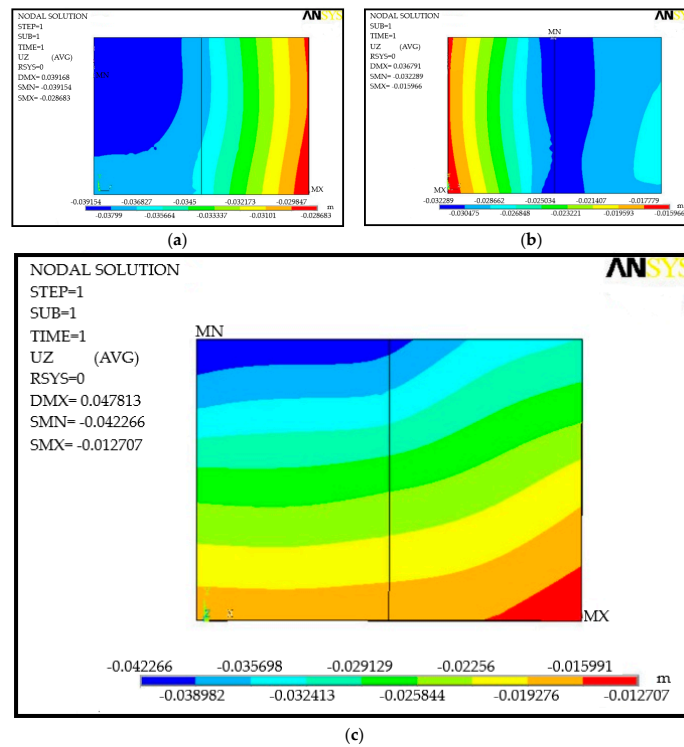 NODAL SOLUTION
STEP=1
SUB=1
TIME=1
UZ (AVG)
RSYS=0
DMX=0.039168
SMN=-0.039154
SMX=-0.028683
ANSYS
MN
MX
-0.039154 -0.036827 -0.0345 -0.032173 -0.029847
m
-0.03799 -0.035664 -0.033337 -0.03101 -0.028683
(a)
NODAL SOLUTION
STEP=1
SUB=1
TIME=1
UZ (AVG)
RSYS=0
DMX=0.036791
SMN=-0.032289
SMX=-0.015966
ANSYS
MN
MX
-0.032289 -0.028662 -0.025034 -0.021407 -0.017779
m
-0.030475 -0.026848 -0.023221 -0.019593 -0.015966
(b)
NODAL SOLUTION
STEP=1
SUB=1
TIME=1
UZ (AVG)
RSYS=0
DMX= 0.047813
SMN= -0.042266
SMX= -0.012707
ANSYS
MN
MX
-0.042266 -0.035698 -0.029129 -0.02256 -0.015991
m
-0.038982 -0.032413 -0.025844 -0.019276 -0.012707
(c)